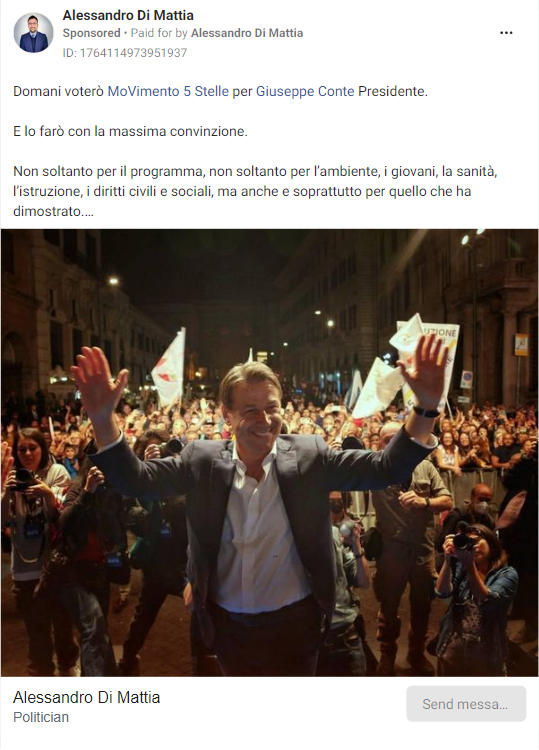 Alessandro Di Mattia
Sponsored • Paid for by Alessandro Di Mattia
ID: 1764114973951937
Domani voterò MoVimento 5 Stelle per Giuseppe Conte Presidente.
E lo farò con la massima convinzione.
Non soltanto per il programma, non soltanto per l’ambiente, i giovani, la sanità,
l’istruzione, i diritti civili e sociali, ma anche e soprattutto per quello che ha
dimostrato....
Alessandro Di Mattia
Politician
Send messa...